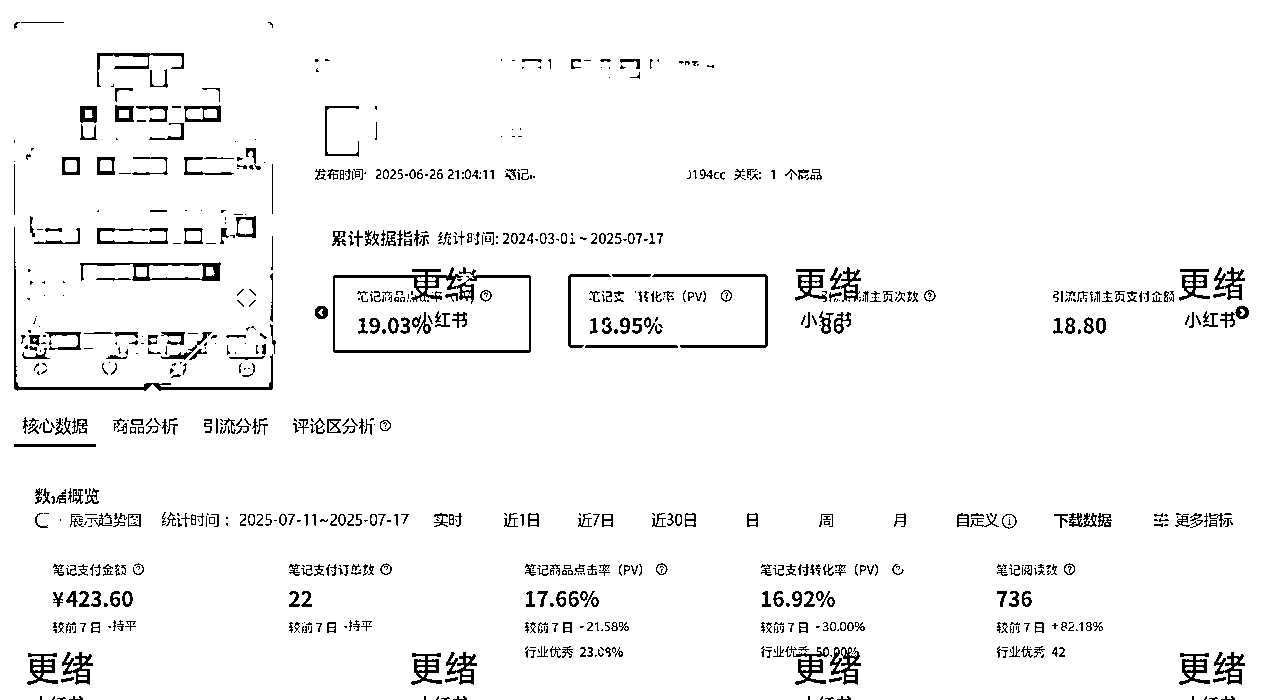 发布时间: 2025-06-26 21:04:11 笔记
J194cc 关联: 1 个商品
累计数据指标 统计时间: 2024-03-01 ~ 2025-07-17
笔记商品点击率 (PV)
19.03%
笔记支 转化率 (PV)
13.95%
引流店铺主页次数
86
引流店铺主页支付金额
18.80
更绪 更绪 更绪
小红书 小红书 小红书
核心数据 商品分析 引流分析 评论区分析
数据概览
展示趋势图 统计时间: 2025-07-11~2025-07-17 实时 近1日 近7日 近30日 日 周 月 自定义 下载数据 更多指标
笔记支付金额 笔记支付订单数 笔记商品点击率 (PV) 笔记支付转化率 (PV) 笔记阅读数
¥423.60 22 17.66% 16.92% 736
较前7日 -持平 较前7日 -持平 较前7日 -21.58% 较前7日 -30.00% 较前7日 +82.18%
行业优秀 23.09% 行业优秀 50.00% 行业优秀 42
更绪 更绪 更绪 更绪